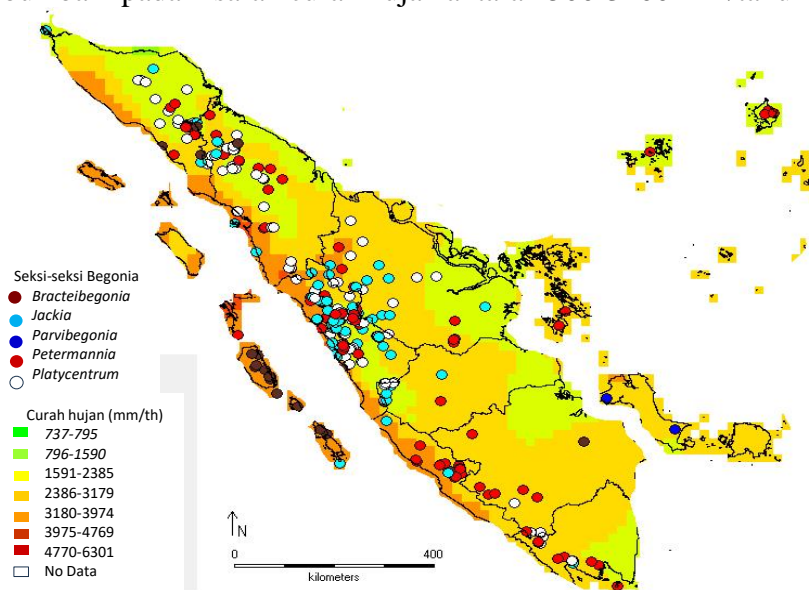 Seksi-seksi Begonia
Bracteibegonia
Jackia
Parvibegonia
Petermannia
Platycentrum
Curah hujan (mm/th)
737-795
796-1590
1591-2385
2386-3179
3180-3974
3975-4769
4770-6301
No Data
N
0 400
kilometers